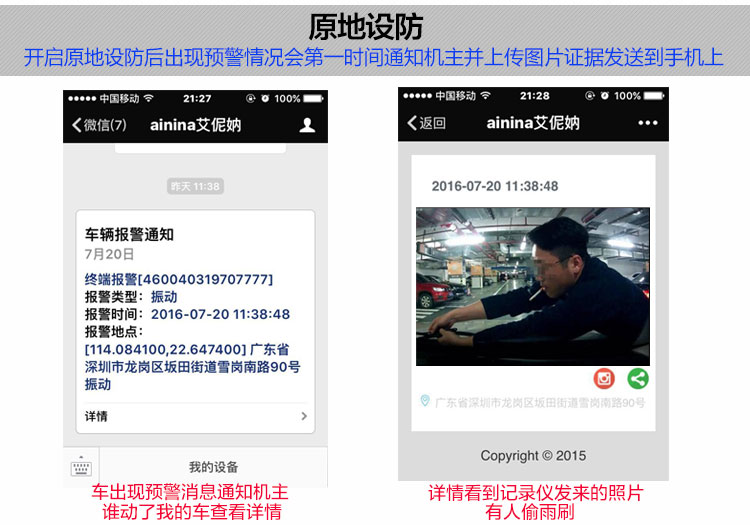 原地设防
开启原地设防后出现预警情况会第一时间通知机主并上传图片证据发送到手机上
中国移动 21:27 100%
微信(7) ainina艾伲妠
昨天 11:38
车辆报警通知
7月20日
终端报警[460040319707777]
报警类型：振动
报警时间：2016-07-20 11:38:48
报警地点：
[114.084100,22.647400] 广东省
深圳市龙岗区坂田街道雪岗南路90号
振动
详情
我的设备
车出现预警消息通知机主
谁动了我的车查看详情
中国移动 21:28 100%
返回 ainina艾伲妠
2016-07-20 11:38:48
广东省深圳市龙岗区坂田街道雪岗南路90号
Copyright © 2015
详情看到记录仪发来的照片
有人偷雨刷